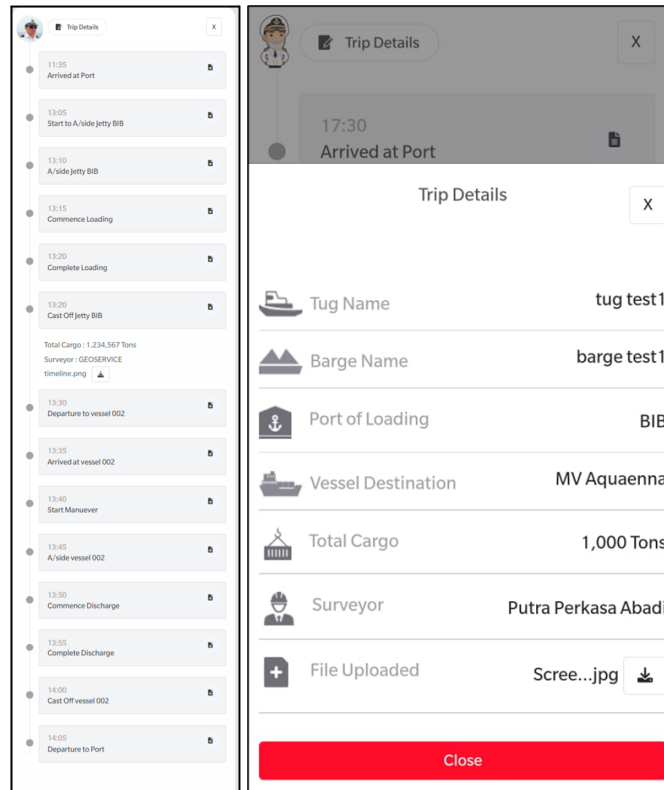 Trip Details
X
11:35
Arrived at Port
13:05
Start to A/side Jetty BIB
13:10
A/side Jetty BIB
13:15
Commence Loading
13:20
Complete Loading
13:20
Cast Off Jetty BIB
Total Cargo : 1.234,567 Tons
Surveyor : GEOSERVICE
timeline.png
13:30
Departure to vessel 002
13:35
Arrived at vessel 002
13:40
Start Manuever
13:45
A/side vessel 002
13:50
Commence Discharge
13:55
Complete Discharge
14:00
Cast Off vessel 002
14:05
Departure to Port
Trip Details
X
17:30
Arrived at Port
Trip Details
X
Tug Name tug test1
Barge Name barge test1
Port of Loading BIB
Vessel Destination MV Aquaenna
Total Cargo 1,000 Tons
Surveyor Putra Perkasa Abadi
File Uploaded Scree...jpg
Close